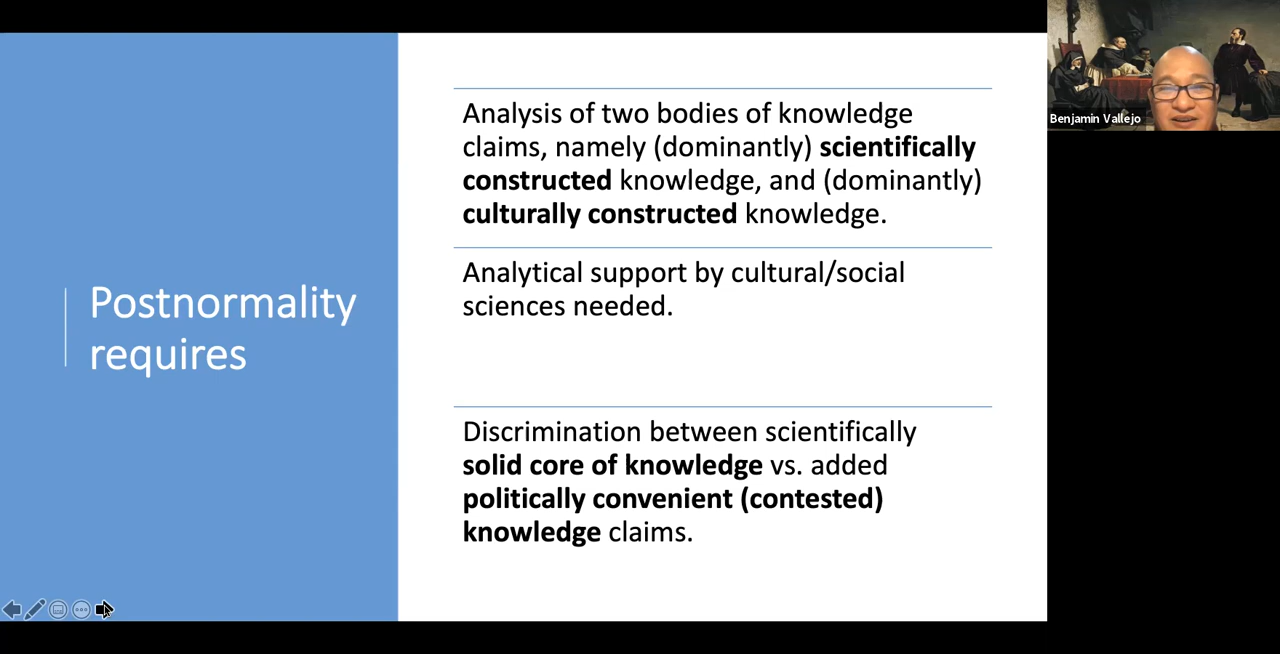 Postnormality
requires
Analysis of two bodies of knowledge
claims, namely (dominantly) scientifically
constructed knowledge, and (dominantly)
culturally constructed knowledge.
Analytical support by cultural/social
sciences needed.
Discrimination between scientifically
solid core of knowledge vs. added
politically convenient (contested)
knowledge claims.
Benjamin Vallejo